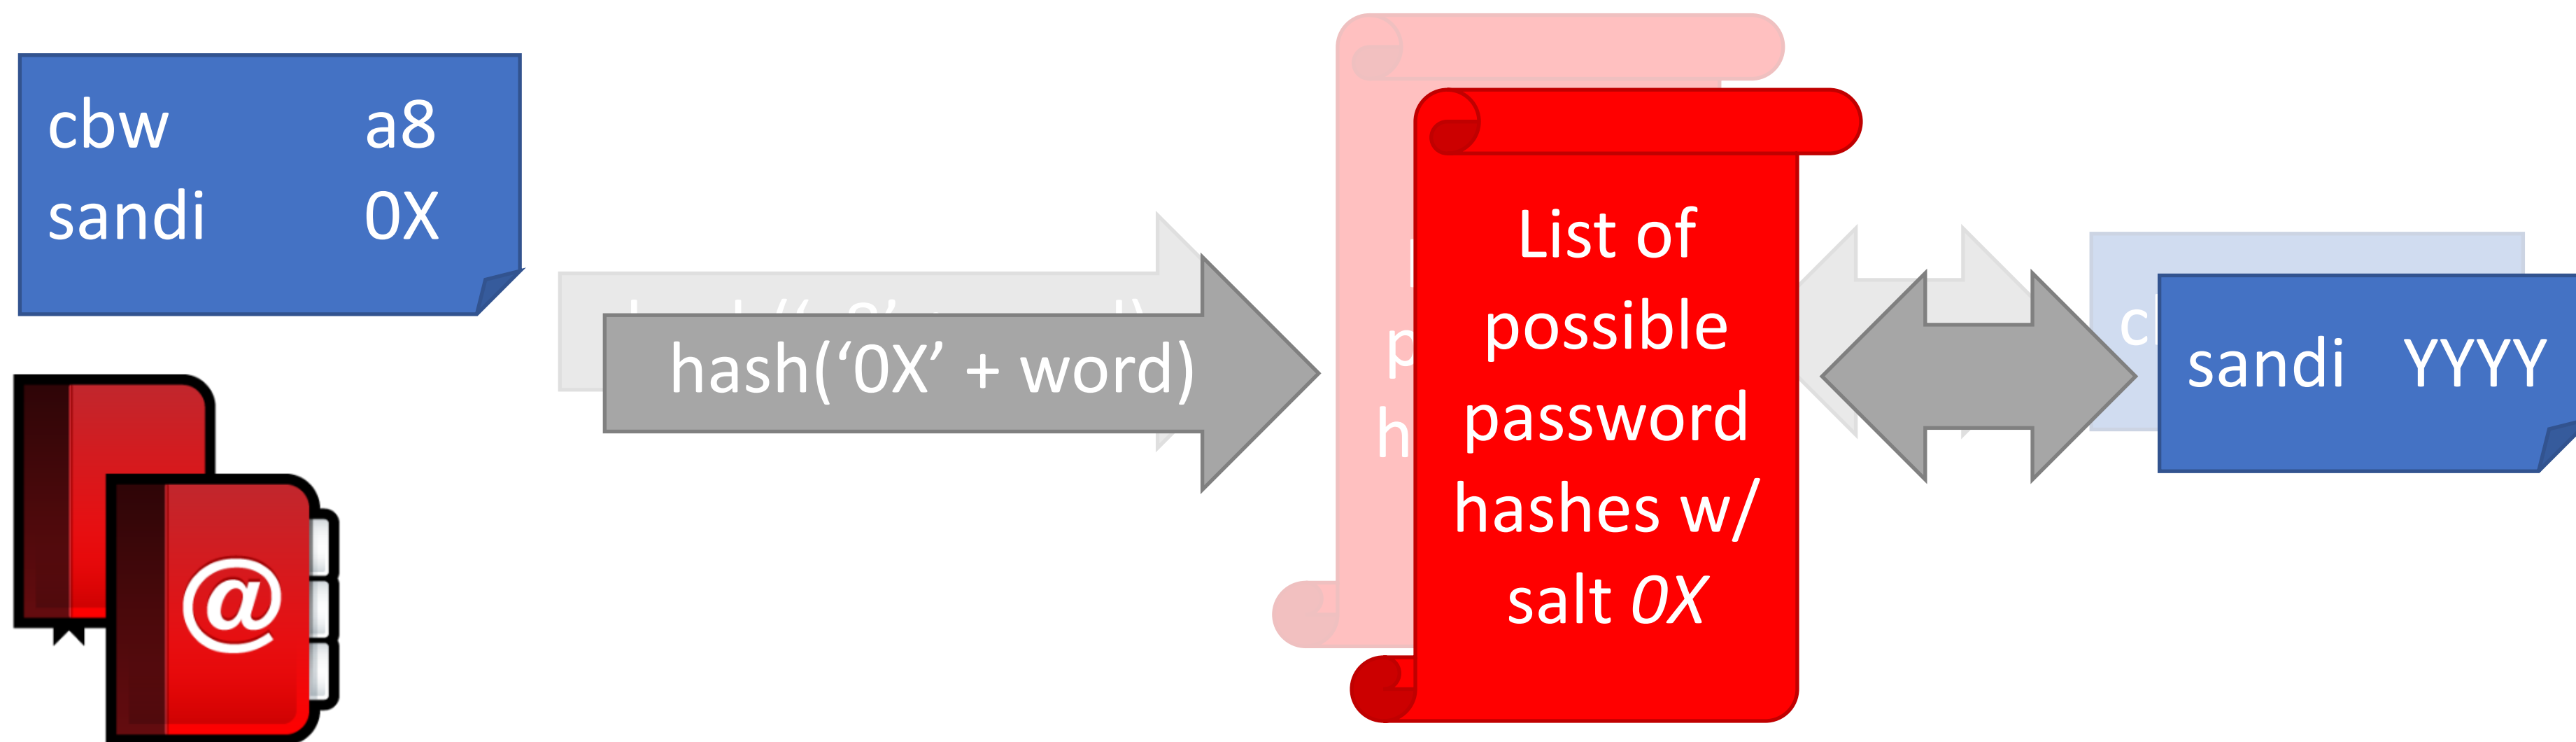 cbw a8
sandi 0X
@
hash(‘0X’ + word)
List of
possible
password
hashes w/
salt 0X
sandi YYYY